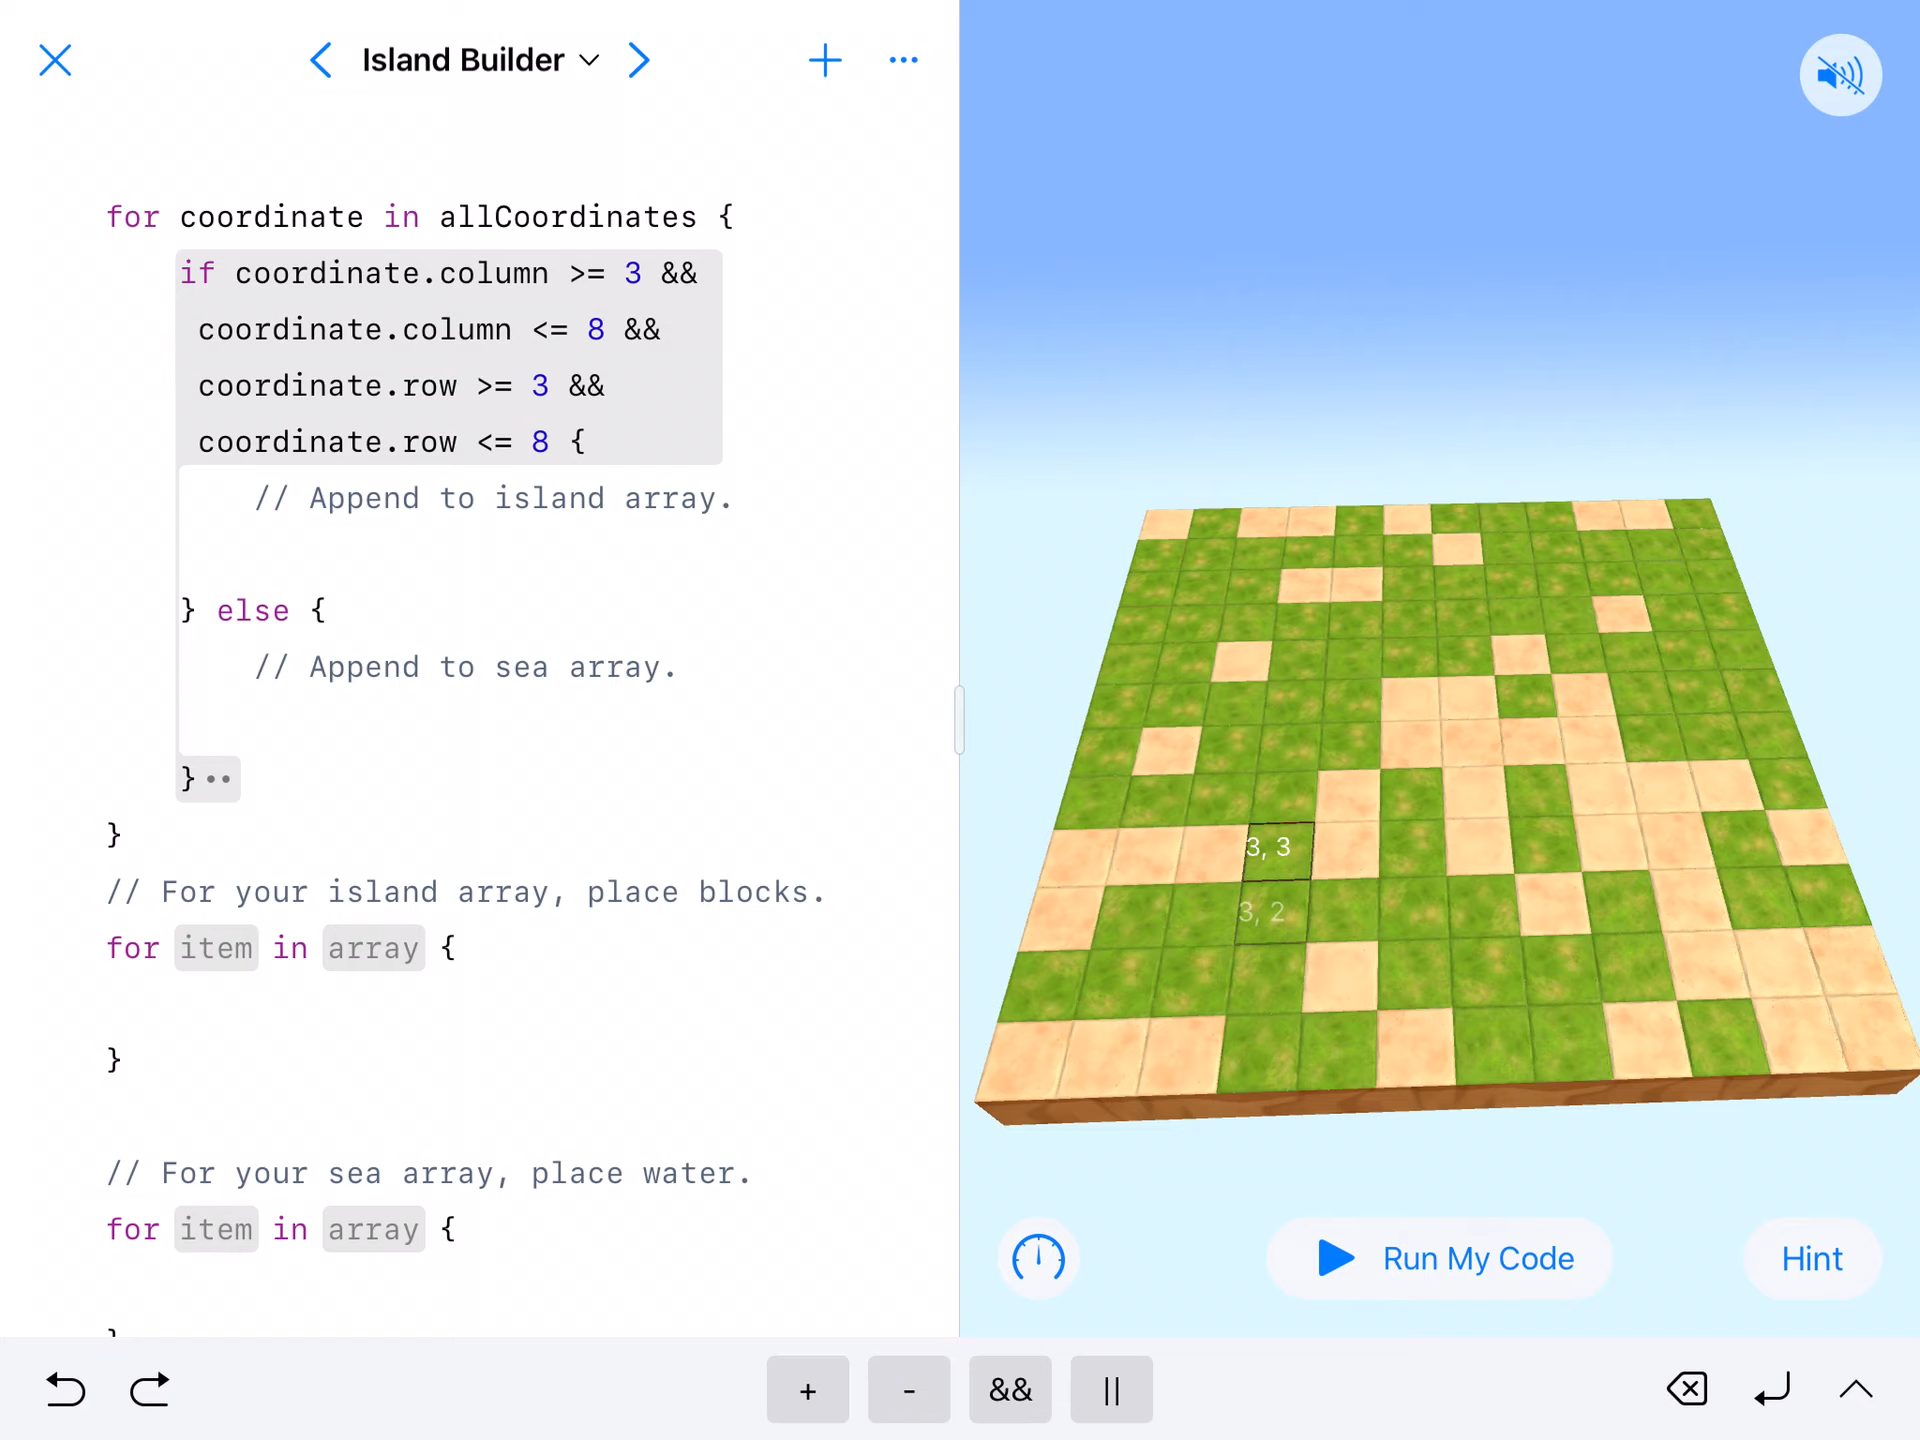 Island Builder
for coordinate in allCoordinates {
if coordinate.column >= 3 &&
coordinate.column <= 8 &&
coordinate.row >= 3 &&
coordinate.row <= 8 {
// Append to island array.
} else {
// Append to sea array.
}
}
// For your island array, place blocks.
for item in array {
}
// For your sea array, place water.
for item in array {
}
3, 3
3, 2
Run My Code
Hint
+ - && ||